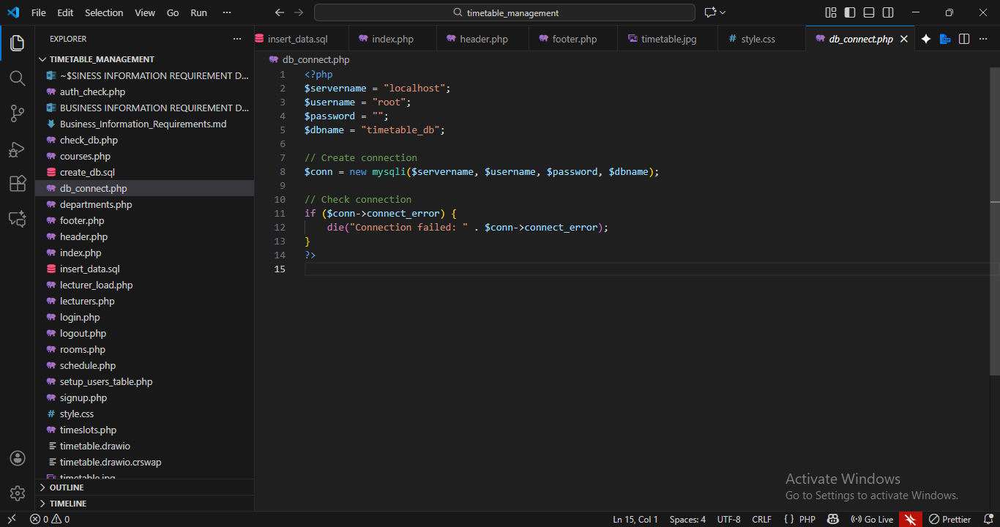 File Edit Selection View Go Run ···
timetable_management
EXPLORER ···
TIMETABLE_MANAGEMENT
~$SINESS INFORMATION REQUIREMENT D...
auth_check.php
BUSINESS INFORMATION REQUIREMENT D...
Business_Information_Requirements.md
check_db.php
courses.php
create_db.sql
db_connect.php
departments.php
footer.php
header.php
index.php
insert_data.sql
lecturer_load.php
lecturers.php
login.php
logout.php
rooms.php
schedule.php
setup_users_table.php
signup.php
# style.css
timeslots.php
timetable.drawio
timetable.drawio.crswap
timetable.jpg
OUTLINE
TIMELINE
insert_data.sql index.php header.php footer.php timetable.jpg # style.css db_connect.php
db_connect.php
1 <?php
2 $servername = "localhost";
3 $username = "root";
4 $password = "";
5 $dbname = "timetable_db";
6
7 // Create connection
8 $conn = new mysqli($servername, $username, $password, $dbname);
9
10 // Check connection
11 if ($conn->connect_error) {
12     die("Connection failed: " . $conn->connect_error);
13 }
14 ?>
15
Activate Windows
Go to Settings to activate Windows.
0 0 Ln 15, Col 1 Spaces: 4 UTF-8 CRLF { } PHP Go Live Prettier